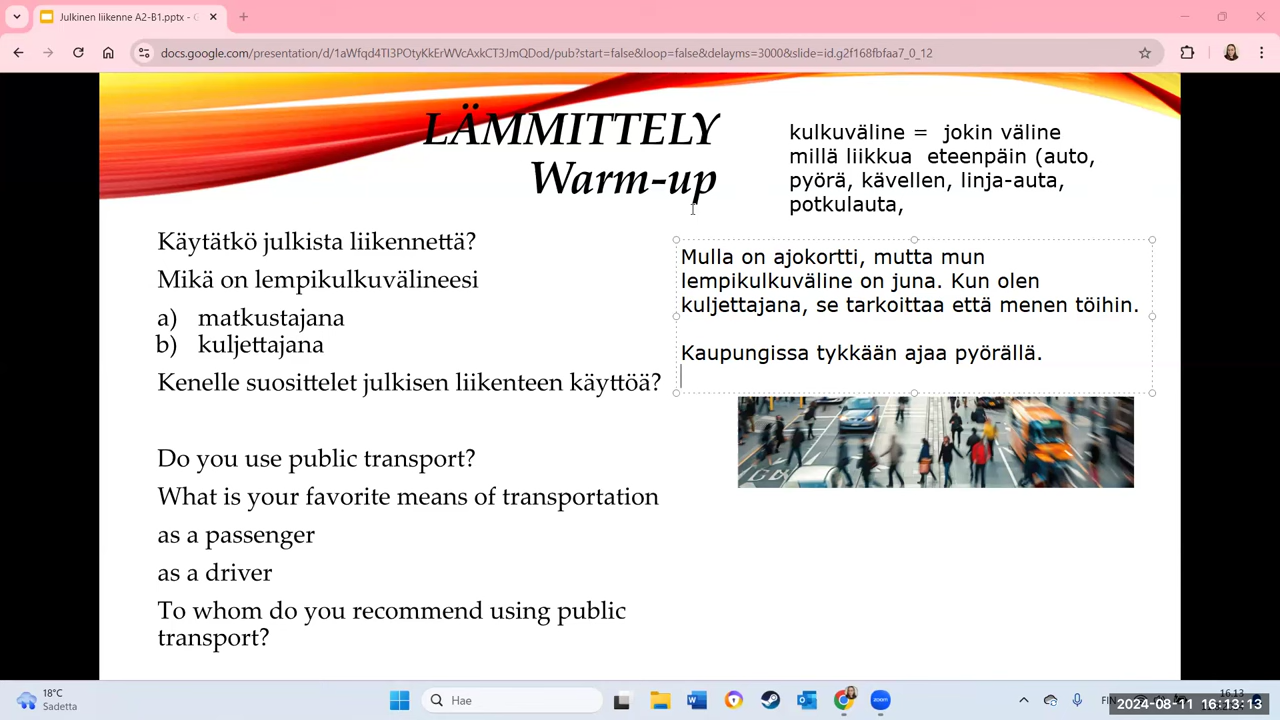 Julkinen liikenne A2-B1.pptx - G
docs.google.com/presentation/d/1aWfqd4TI3POtyKkErWVcAxkCT3JmQDod/pub?start=false&loop=false&delayms=3000&slide=id.g2f168fbfaa7_0_12
LÄMMITTELY
Warm-up
kulkuväline = jokin väline
millä liikkua eteenpäin (auto,
pyörä, kävellen, linja-auta,
potkulauta,
Käytätkö julkista liikennettä?
Mikä on lempikulkuvälineesi
a) matkustajana
b) kuljettajana
Kenelle suosittelet julkisen liikenteen käyttöä?
Mulla on ajokortti, mutta mun
lempikulkuväline on juna. Kun olen
kuljettajana, se tarkoittaa että menen töihin.
Kaupungissa tykkään ajaa pyörällä.
Do you use public transport?
What is your favorite means of transportation
as a passenger
as a driver
To whom do you recommend using public
transport?
18°C
Sadetta
Hae
FIN
16.13
2024-08-11 16:13:13